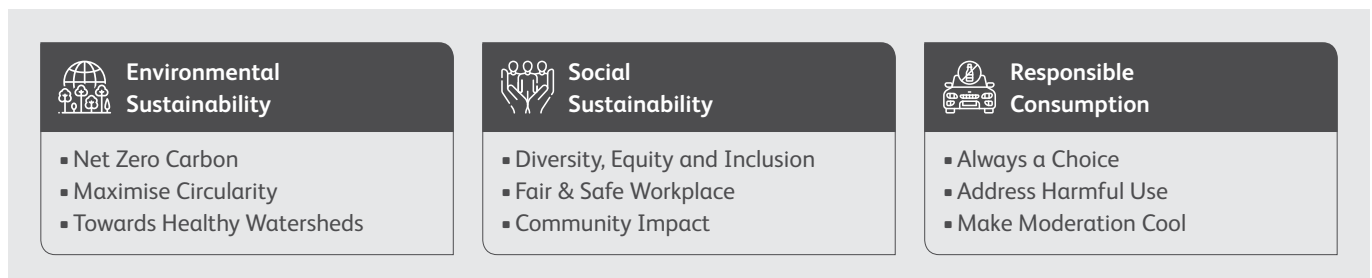 Environmental
Sustainability
▪ Net Zero Carbon
▪ Maximise Circularity
▪ Towards Healthy Watersheds
Social
Sustainability
▪ Diversity, Equity and Inclusion
▪ Fair & Safe Workplace
▪ Community Impact
Responsible
Consumption
▪ Always a Choice
▪ Address Harmful Use
▪ Make Moderation Cool